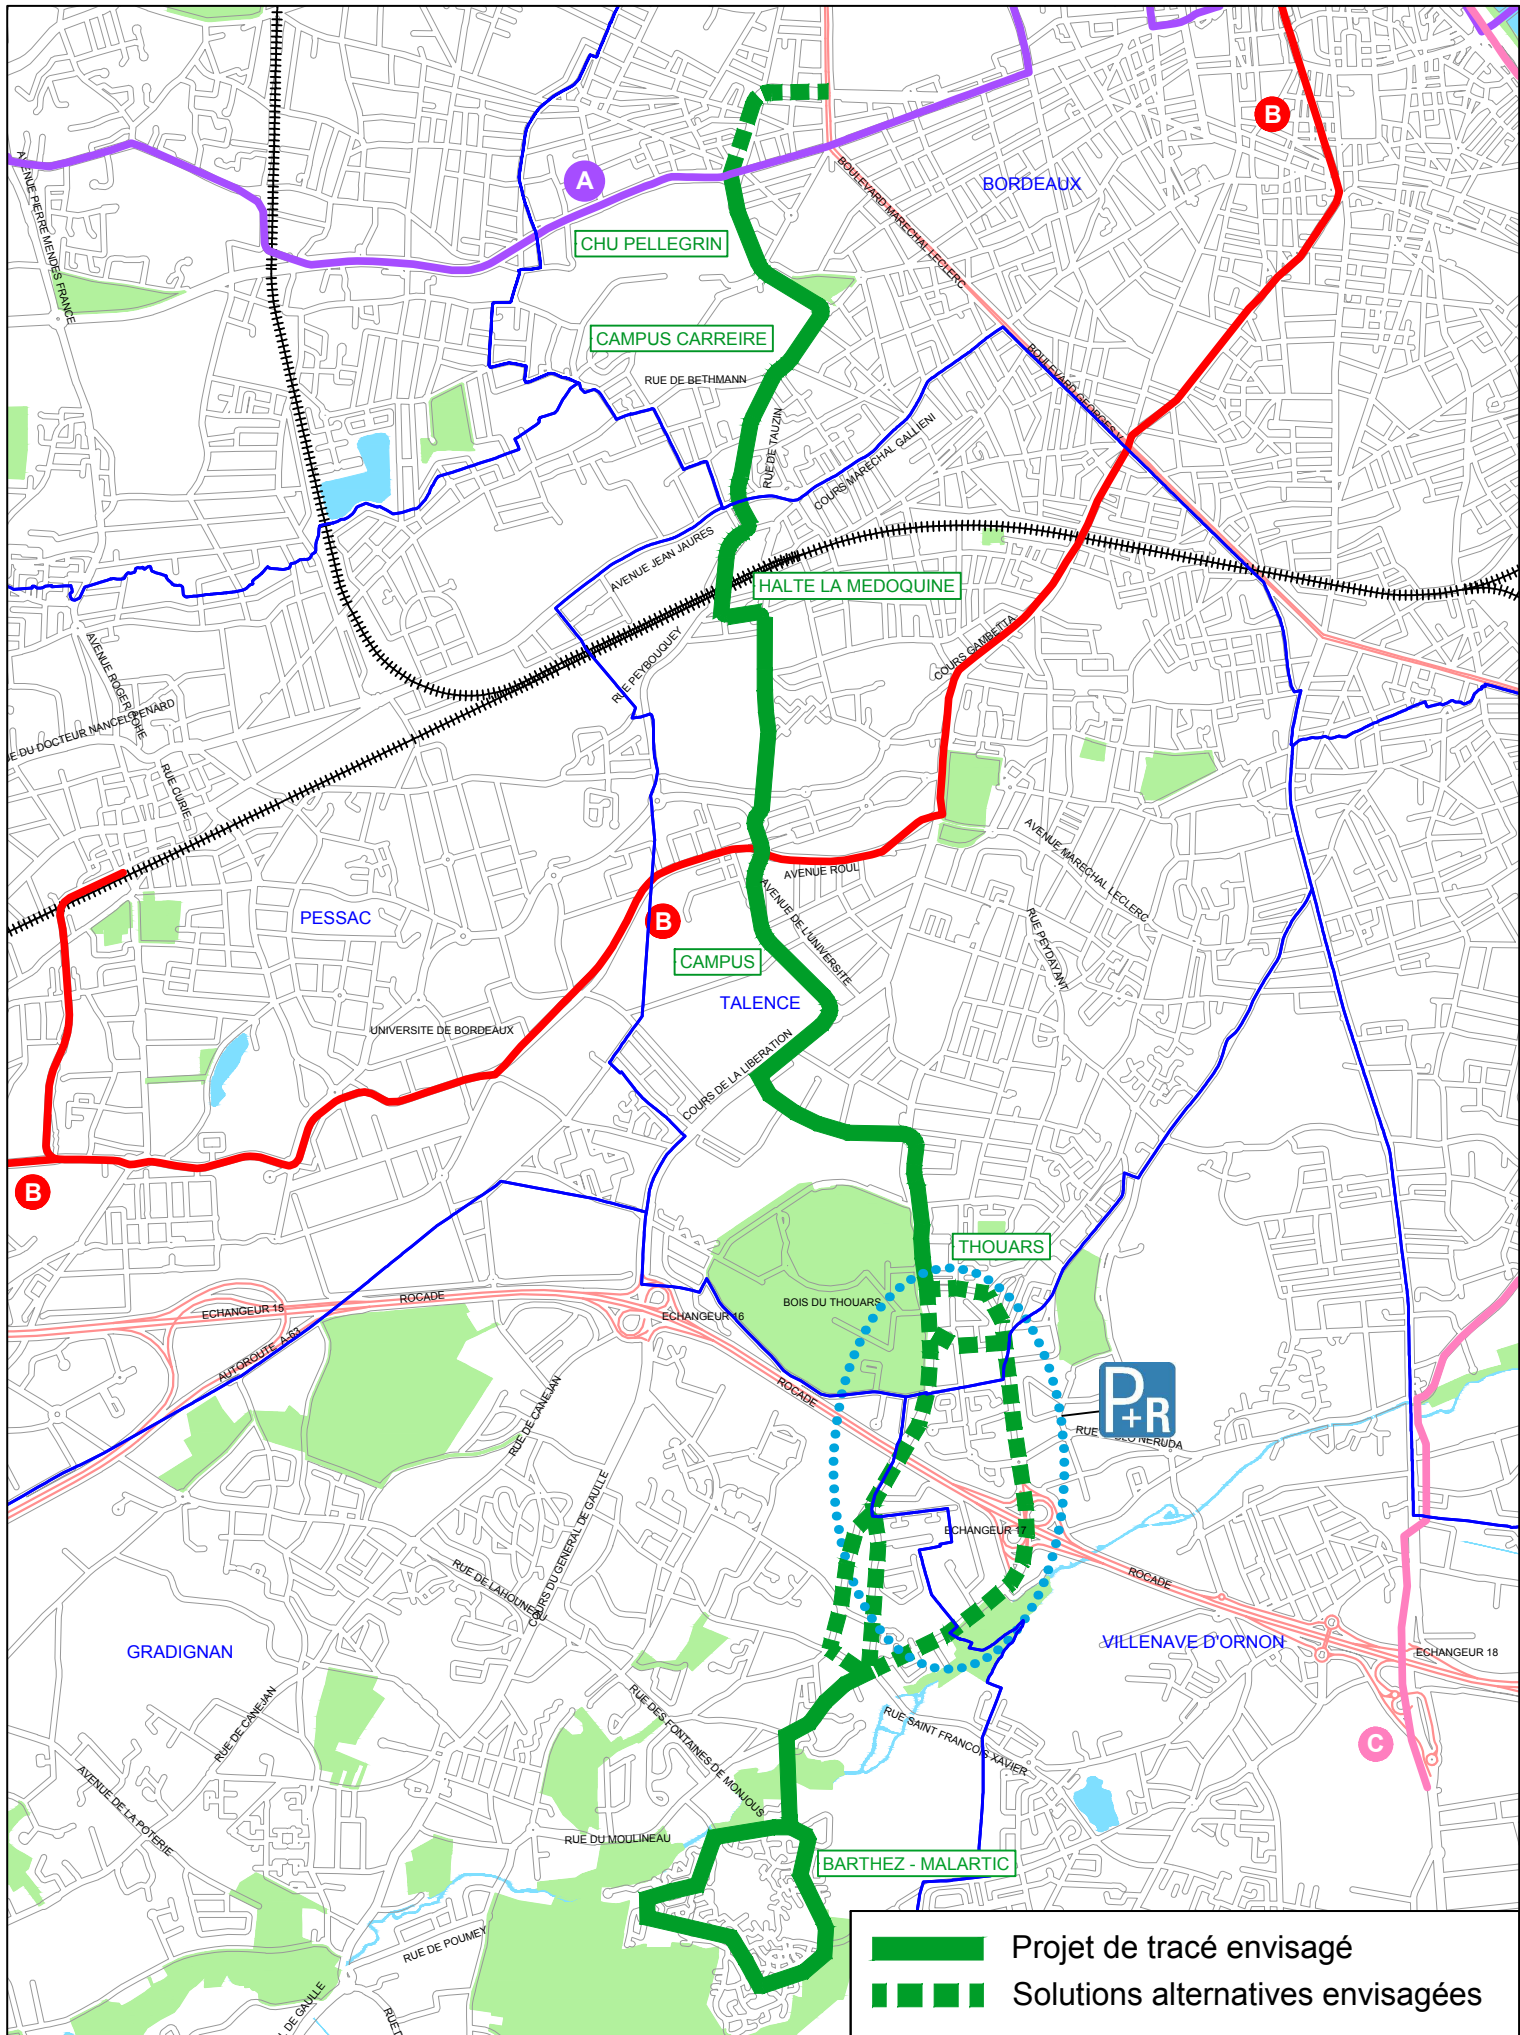 B
BORDEAUX
A
AVENUE PIERRE MENDES FRANCE
BOULEVARD MARECHAL LECLERC
CHU PELLEGRIN
CAMPUS CARREIRE
BOULEVARD GEORGES V
RUE DE BETHMANN
RUE DE TAUZIN
COURS MARECHAL GALLIENI
AVENUE JEAN JAURES
HALTE LA MEDOQUINE
COURS GAMBETTA
RUE PEYBOUQUEY
AVENUE ROGER COHE
UE DU DOCTEUR NANCEL PENARD
RUE CURIE
AVENUE MARECHAL LECLERC
AVENUE ROUL
AVENUE DE L'UNIVERSITE
PESSAC
B
RUE PEYDAVANT
CAMPUS
TALENCE
UNIVERSITE DE BORDEAUX
COURS DE LA LIBERATION
B
THOUARS
BOIS DU THOUARS
ECHANGEUR 15
ROCADE
ECHANGEUR 16
AUTOROUTE A-63
ROCADE
P+R
RUE NERUDA
RUE DE CANEJAN
COURS DU GENERAL DE GAULLE
ECHANGEUR 17
ROCADE
RUE DE LAHOUNEAU
GRADIGNAN
VILLENAVE D'ORNON
ECHANGEUR 18
RUE DE CANEJAN
RUE DES FONTAINES DE MONJOUS
RUE SAINT FRANCOIS XAVIER
C
AVENUE DE LA POTERIE
RUE DU MOULINEAU
BARTHEZ - MALARTIC
RUE DE POUMEY
L DE GAULLE
Projet de tracé envisagé
Solutions alternatives envisagées